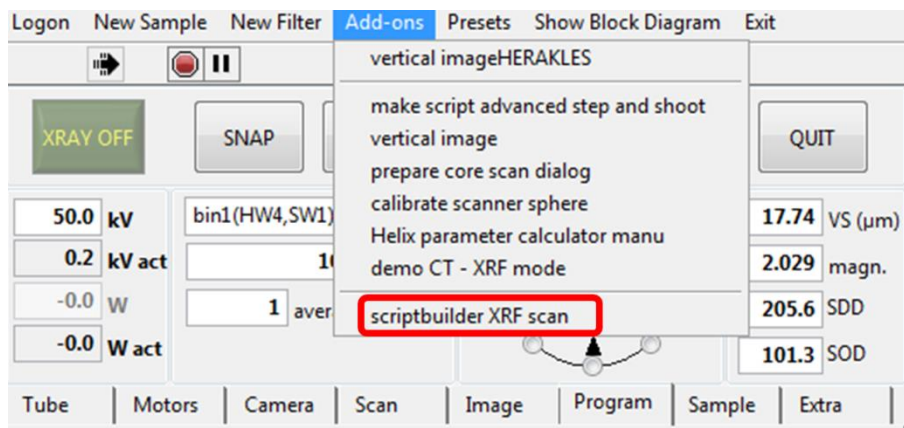 Logon New Sample New Filter Add-ons Presets Show Block Diagram Exit
vertical imageHERAKLES
make script advanced step and shoot
vertical image
prepare core scan dialog
calibrate scanner sphere
Helix parameter calculator manu
demo CT - XRF mode
scriptbuilder XRF scan
XRAY OFF SNAP QUIT
50.0 kV bin1(HW4,SW1) 17.74 VS (µm)
0.2 kV act 2.029 magn.
-0.0 W 1 205.6 SDD
-0.0 W act 101.3 SOD
Tube Motors Camera Scan Image Program Sample Extra